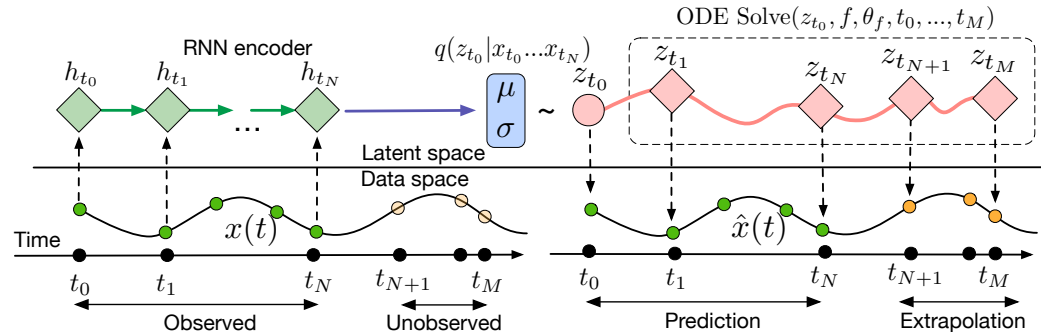 ODE Solve(z_{t_0}, f, θ_f, t_0, ..., t_M)
RNN encoder
q(z_{t_0}|x_{t_0}...x_{t_N})
h_{t_0} h_{t_1} h_{t_N}
z_{t_0} z_{t_1} z_{t_N} z_{t_{N+1}} z_{t_M}
...
μ
σ
~
Latent space
Data space
x(t) x̂(t)
Time
t_0 t_1 t_N t_{N+1} t_M t_0 t_1 t_N t_{N+1} t_M
Observed Unobserved Prediction Extrapolation